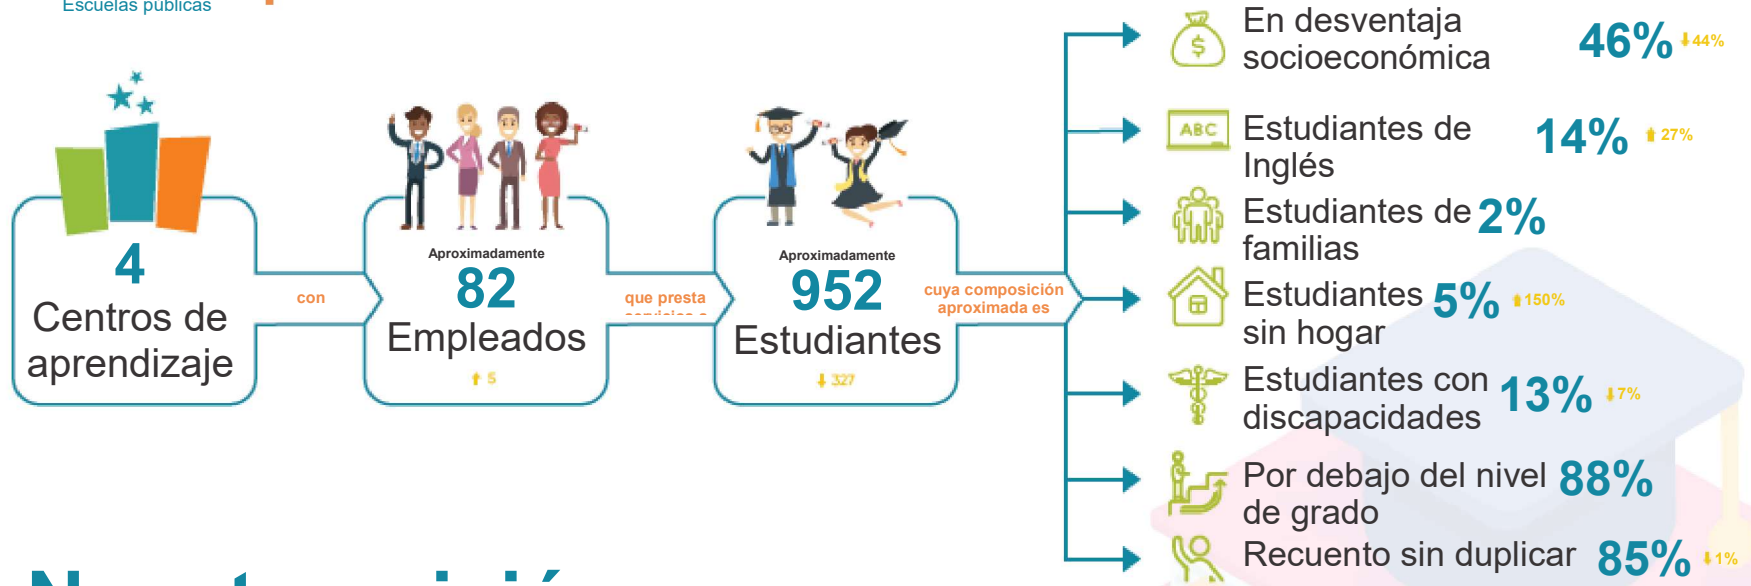 Escuelas públicas
4
Centros de
aprendizaje
con
Aproximadamente
82
Empleados
5
que presta
Aproximadamente
952
Estudiantes
327
cuya composición
aproximada es
En desventaja
socioeconómica
46% 44%
ABC
Estudiantes de
Inglés
14% 27%
Estudiantes de
familias
2%
Estudiantes
sin hogar
5% 150%
Estudiantes con
discapacidades
13% 7%
Por debajo del nivel
de grado
88%
Recuento sin duplicar 85% 1%